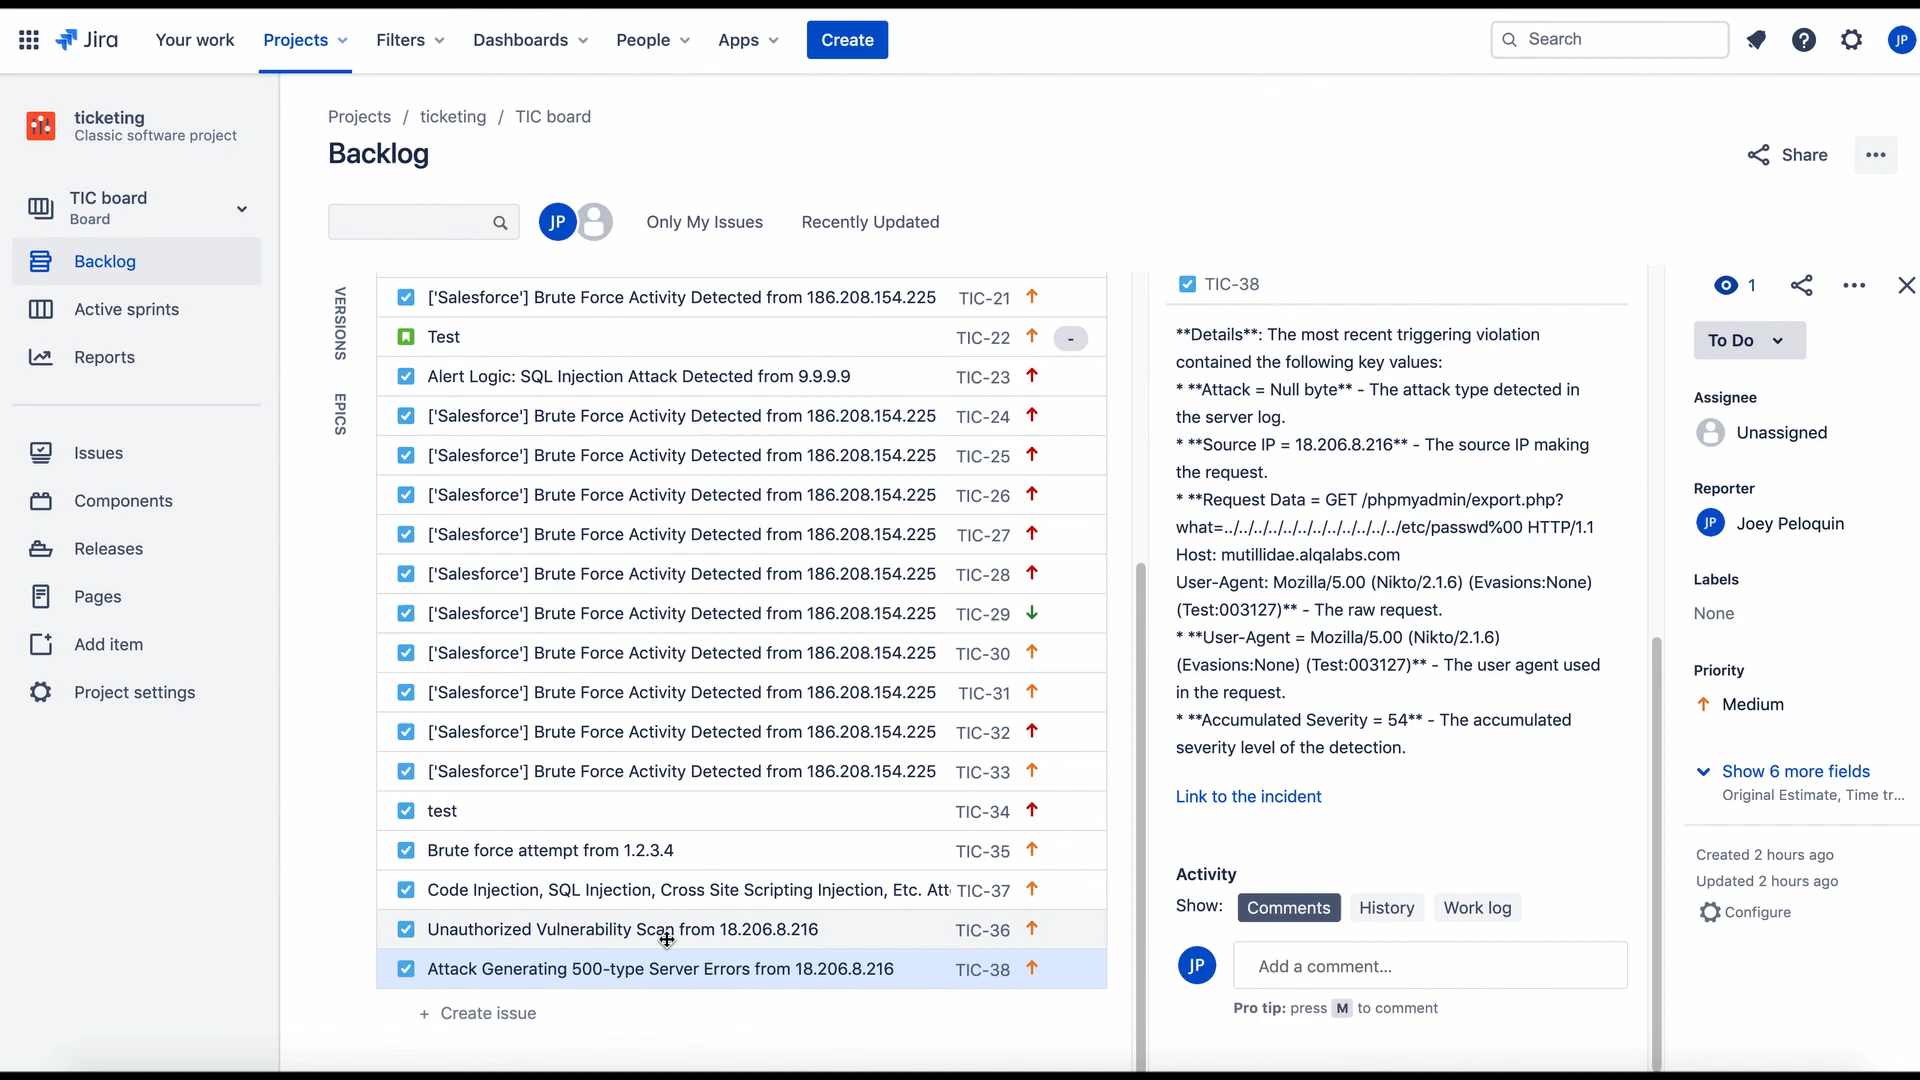 Jira
Your work
Projects
Filters
Dashboards
People
Apps
Create
Search
JP
ticketing
Classic software project
TIC board
Board
Backlog
Active sprints
Reports
Issues
Components
Releases
Pages
Add item
Project settings
Projects / ticketing / TIC board
Backlog
Share
JP
Only My Issues
Recently Updated
VERSIONS
EPICS
['Salesforce'] Brute Force Activity Detected from 186.208.154.225 TIC-21
Test TIC-22 -
Alert Logic: SQL Injection Attack Detected from 9.9.9.9 TIC-23
['Salesforce'] Brute Force Activity Detected from 186.208.154.225 TIC-24
['Salesforce'] Brute Force Activity Detected from 186.208.154.225 TIC-25
['Salesforce'] Brute Force Activity Detected from 186.208.154.225 TIC-26
['Salesforce'] Brute Force Activity Detected from 186.208.154.225 TIC-27
['Salesforce'] Brute Force Activity Detected from 186.208.154.225 TIC-28
['Salesforce'] Brute Force Activity Detected from 186.208.154.225 TIC-29
['Salesforce'] Brute Force Activity Detected from 186.208.154.225 TIC-30
['Salesforce'] Brute Force Activity Detected from 186.208.154.225 TIC-31
['Salesforce'] Brute Force Activity Detected from 186.208.154.225 TIC-32
['Salesforce'] Brute Force Activity Detected from 186.208.154.225 TIC-33
test TIC-34
Brute force attempt from 1.2.3.4 TIC-35
Code Injection, SQL Injection, Cross Site Scripting Injection, Etc. Att TIC-37
Unauthorized Vulnerability Scan from 18.206.8.216 TIC-36
Attack Generating 500-type Server Errors from 18.206.8.216 TIC-38
+ Create issue
TIC-38
**Details**: The most recent triggering violation
contained the following key values:
* **Attack = Null byte** - The attack type detected in
the server log.
* **Source IP = 18.206.8.216** - The source IP making
the request.
* **Request Data = GET /phpmyadmin/export.php?
what=../../../../../../../../../../../../etc/passwd%00 HTTP/1.1
Host: mutillidae.alqalabs.com
User-Agent: Mozilla/5.00 (Nikto/2.1.6) (Evasions:None)
(Test:003127)** - The raw request.
* **User-Agent = Mozilla/5.00 (Nikto/2.1.6)
(Evasions:None) (Test:003127)** - The user agent used
in the request.
* **Accumulated Severity = 54** - The accumulated
severity level of the detection.
Link to the incident
Activity
Show: Comments History Work log
JP
Add a comment...
Pro tip: press M to comment
1
To Do
Assignee
Unassigned
Reporter
JP Joey Peloquin
Labels
None
Priority
Medium
Show 6 more fields
Original Estimate, Time tr...
Created 2 hours ago
Updated 2 hours ago
Configure